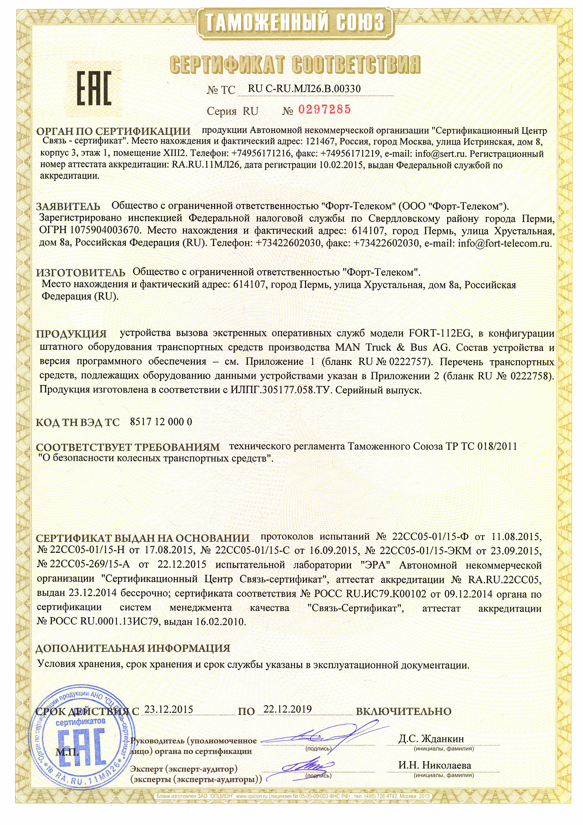 ТАМОЖЕННЫЙ СОЮЗ
СЕРТИФИКАТ СООТВЕТСТВИЯ
ЕАС
№ ТС RU C-RU.МЛ26.В.00330
Серия RU № 0297285
ОРГАН ПО СЕРТИФИКАЦИИ продукции Автономной некоммерческой организации "Сертификационный Центр
Связь - сертификат". Место нахождения и фактический адрес: 121467, Россия, город Москва, улица Истринская, дом 8,
корпус 3, этаж 1, помещение XIII2. Телефон: +74956171216, факс: +74956171219, e-mail: info@sert.ru. Регистрационный
номер аттестата аккредитации: RA.RU.11МЛ26, дата регистрации 10.02.2015, выдан Федеральной службой по
аккредитации.
ЗАЯВИТЕЛЬ Общество с ограниченной ответственностью "Форт-Телеком" (ООО "Форт-Телеком").
Зарегистрировано инспекцией Федеральной налоговой службы по Свердловскому району города Перми,
ОГРН 1075904003670. Место нахождения и фактический адрес: 614107, город Пермь, улица Хрустальная,
дом 8а, Российская Федерация (RU). Телефон: +73422602030, факс: +73422602030, e-mail: info@fort-telecom.ru.
ИЗГОТОВИТЕЛЬ Общество с ограниченной ответственностью "Форт-Телеком".
Место нахождения и фактический адрес: 614107, город Пермь, улица Хрустальная, дом 8а, Российская
Федерация (RU).
ПРОДУКЦИЯ устройства вызова экстренных оперативных служб модели FORT-112EG, в конфигурации
штатного оборудования транспортных средств производства MAN Truck & Bus AG. Состав устройства и
версия программного обеспечения – см. Приложение 1 (бланк RU № 0222757). Перечень транспортных
средств, подлежащих оборудованию данными устройствами указан в Приложении 2 (бланк RU № 0222758).
Продукция изготовлена в соответствии с ИЛПГ.305177.058.ТУ. Серийный выпуск.
КОД ТН ВЭД ТС 8517 12 000 0
СООТВЕТСТВУЕТ ТРЕБОВАНИЯМ технического регламента Таможенного Союза ТР ТС 018/2011
"О безопасности колесных транспортных средств".
СЕРТИФИКАТ ВЫДАН НА ОСНОВАНИИ протоколов испытаний № 22СС05-01/15-Ф от 11.08.2015,
№ 22СС05-01/15-Н от 17.08.2015, № 22СС05-01/15-С от 16.09.2015, № 22СС05-01/15-ЭКМ от 23.09.2015,
№ 22СС05-269/15-А от 22.12.2015 испытательной лаборатории "ЭРА" Автономной некоммерческой
организации "Сертификационный Центр Связь-сертификат", аттестат аккредитации № RA.RU.22СС05,
выдан 23.12.2014 бессрочно; сертификата соответствия № РОСС RU.ИС79.К00102 от 09.12.2014 органа по
сертификации систем менеджмента качества "Связь-Сертификат", аттестат аккредитации
№ РОСС RU.0001.13ИС79, выдан 16.02.2010.
ДОПОЛНИТЕЛЬНАЯ ИНФОРМАЦИЯ
Условия хранения, срок хранения и срок службы указаны в эксплуатационной документации.
СРОК ДЕЙСТВИЯ С 23.12.2015 ПО 22.12.2019 ВКЛЮЧИТЕЛЬНО
М.П.
Руководитель (уполномоченное
лицо) органа по сертификации
(подпись)
Д.С. Жданкин
(инициалы, фамилия)
Эксперт (эксперт-аудитор)
(эксперты (эксперты-аудиторы))
(подпись)
И.Н. Николаева
(инициалы, фамилия)
сертификатов
ЕАС
RA.RU.11МЛ26